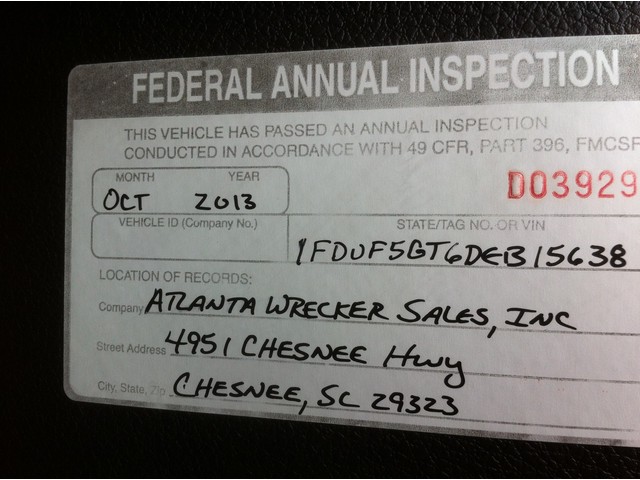 FEDERAL ANNUAL INSPECTION
THIS VEHICLE HAS PASSED AN ANNUAL INSPECTION
CONDUCTED IN ACCORDANCE WITH 49 CFR, PART 396, FMCSR
MONTH YEAR
OCT 2013
D03929
VEHICLE ID (Company No.) STATE/TAG NO. OR VIN
1FDUF5GT6DEB15638
LOCATION OF RECORDS:
Company ATLANTA WRECKER SALES, INC
Street Address 4951 CHESNEE Hwy
City, State, Zip CHESNEE, SC 29323